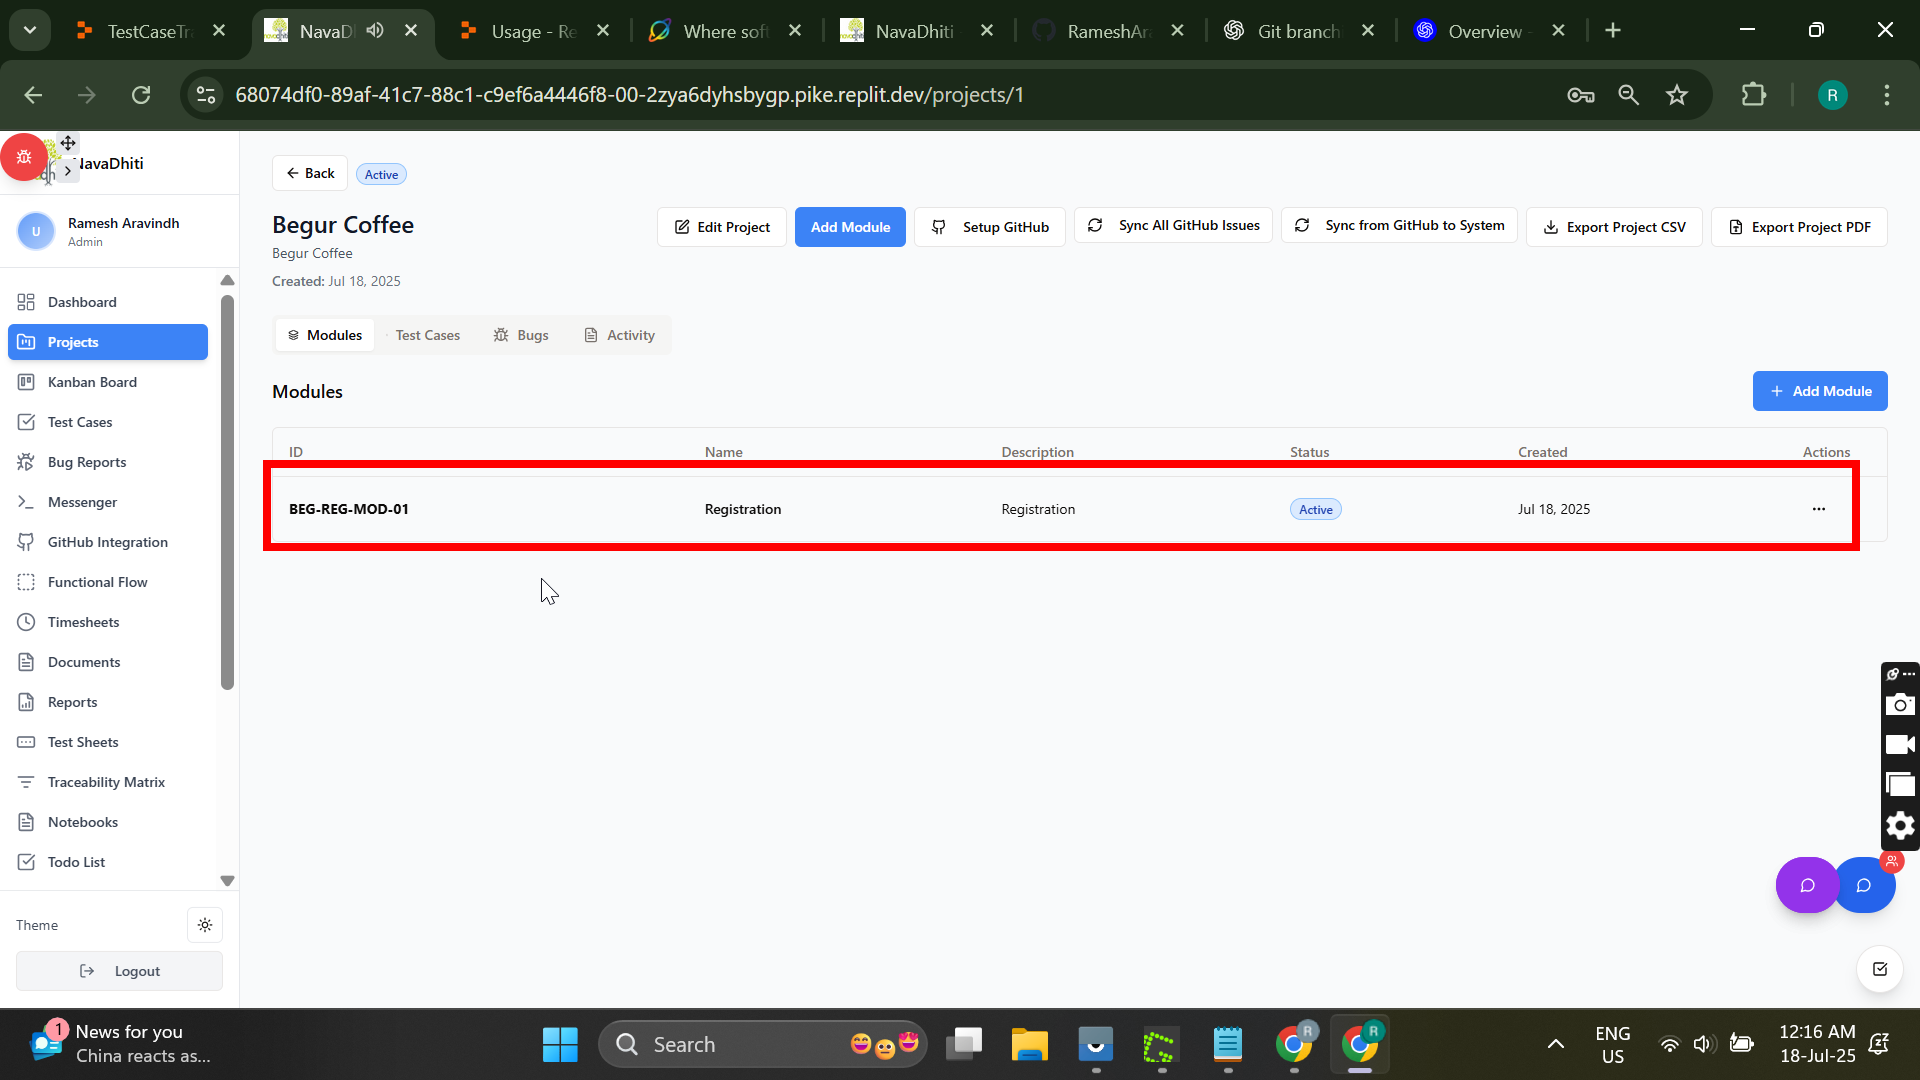 TestCaseTr
NavaD
Usage - Re
Where soft
NavaDhiti
RameshAr
Git branch
Overview -
68074df0-89af-41c7-88c1-c9ef6a4446f8-00-2zya6dyhsbygp.pike.replit.dev/projects/1
R
NavaDhiti
U
Ramesh Aravindh
Admin
Dashboard
Projects
Kanban Board
Test Cases
Bug Reports
Messenger
GitHub Integration
Functional Flow
Timesheets
Documents
Reports
Test Sheets
Traceability Matrix
Notebooks
Todo List
Theme
Logout
Back
Active
Begur Coffee
Begur Coffee
Created: Jul 18, 2025
Edit Project
Add Module
Setup GitHub
Sync All GitHub Issues
Sync from GitHub to System
Export Project CSV
Export Project PDF
Modules
Test Cases
Bugs
Activity
Modules
Add Module
ID Name Description Status Created Actions
BEG-REG-MOD-01 Registration Registration Active Jul 18, 2025
1
News for you
China reacts as...
Search
R
R
ENG
US
12:16 AM
18-Jul-25